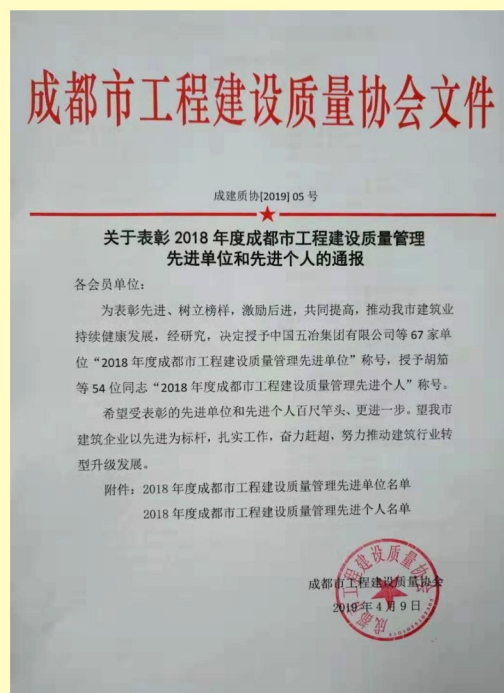 成都市工程建设质量协会文件
成建质协[2019] 05 号
关于表彰 2018 年度成都市工程建设质量管理
先进单位和先进个人的通报
各会员单位：
为表彰先进、树立榜样，激励后进，共同提高，推动我市建筑业
持续健康发展，经研究，决定授予中国五冶集团有限公司等 67 家单
位“2018 年度成都市工程建设质量管理先进单位”称号，授予胡笳
等 54 位同志“2018 年度成都市工程建设质量管理先进个人”称号。
希望受表彰的先进单位和先进个人百尺竿头、更进一步。望我市
建筑企业以先进为标杆，扎实工作，奋力赶超，努力推动建筑行业转
型升级发展。
附件：2018 年度成都市工程建设质量管理先进单位名单
2018 年度成都市工程建设质量管理先进个人名单
成都市工程建设质量协会
2019 年 4 月 9 日
成都市工程建设质量协会